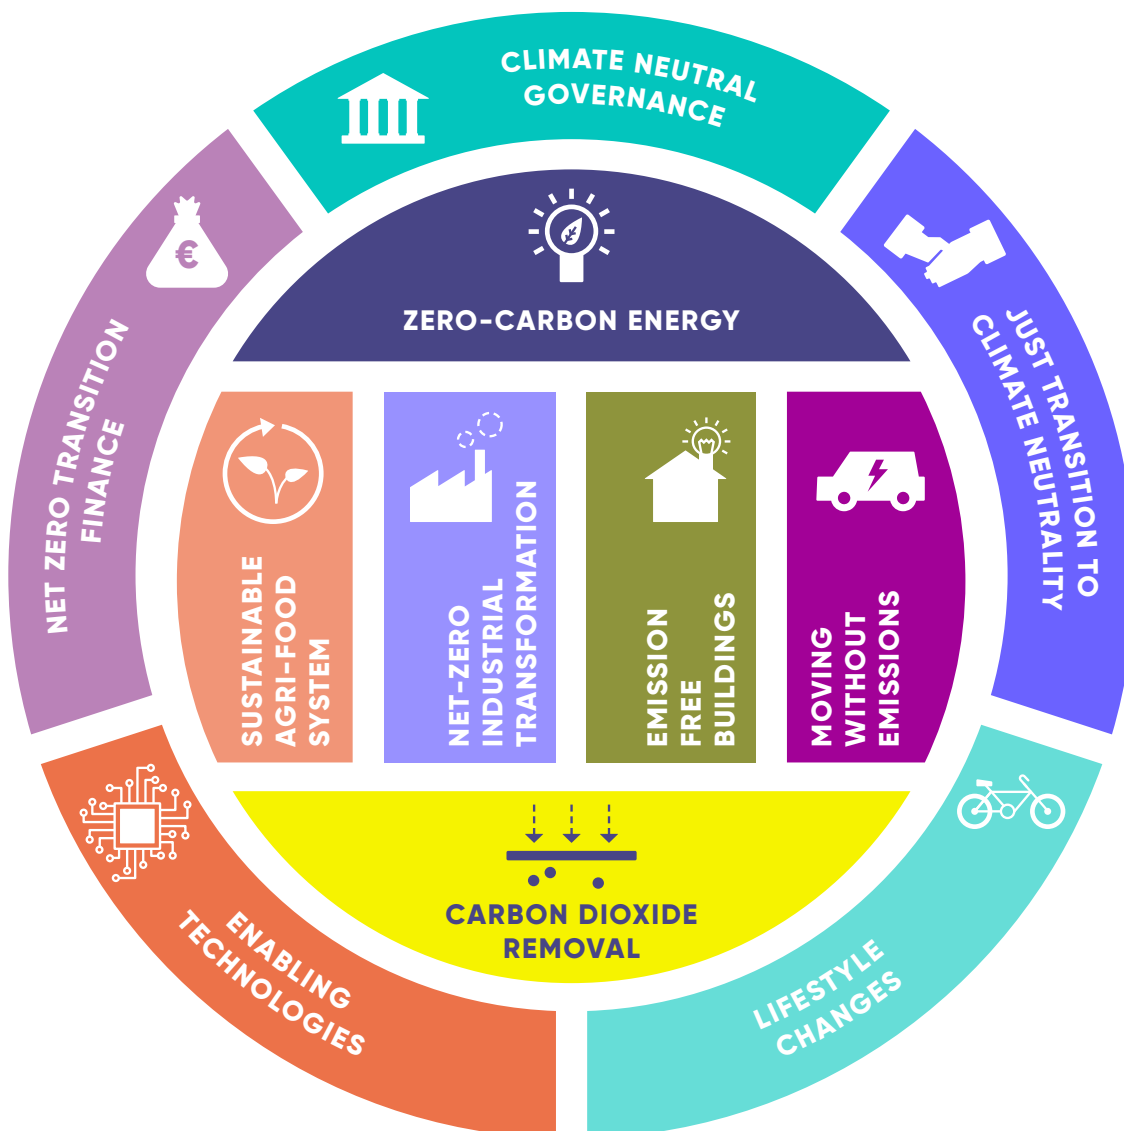 CLIMATE NEUTRAL
GOVERNANCE
€
NET ZERO TRANSITION
FINANCE
JUST TRANSITION TO
CLIMATE NEUTRALITY
ZERO-CARBON ENERGY
SUSTAINABLE
AGRI-FOOD
SYSTEM
NET-ZERO
INDUSTRIAL
TRANSFORMATION
EMISSION
FREE
BUILDINGS
MOVING
WITHOUT
EMISSIONS
CARBON DIOXIDE
REMOVAL
ENABLING
TECHNOLOGIES
LIFESTYLE
CHANGES